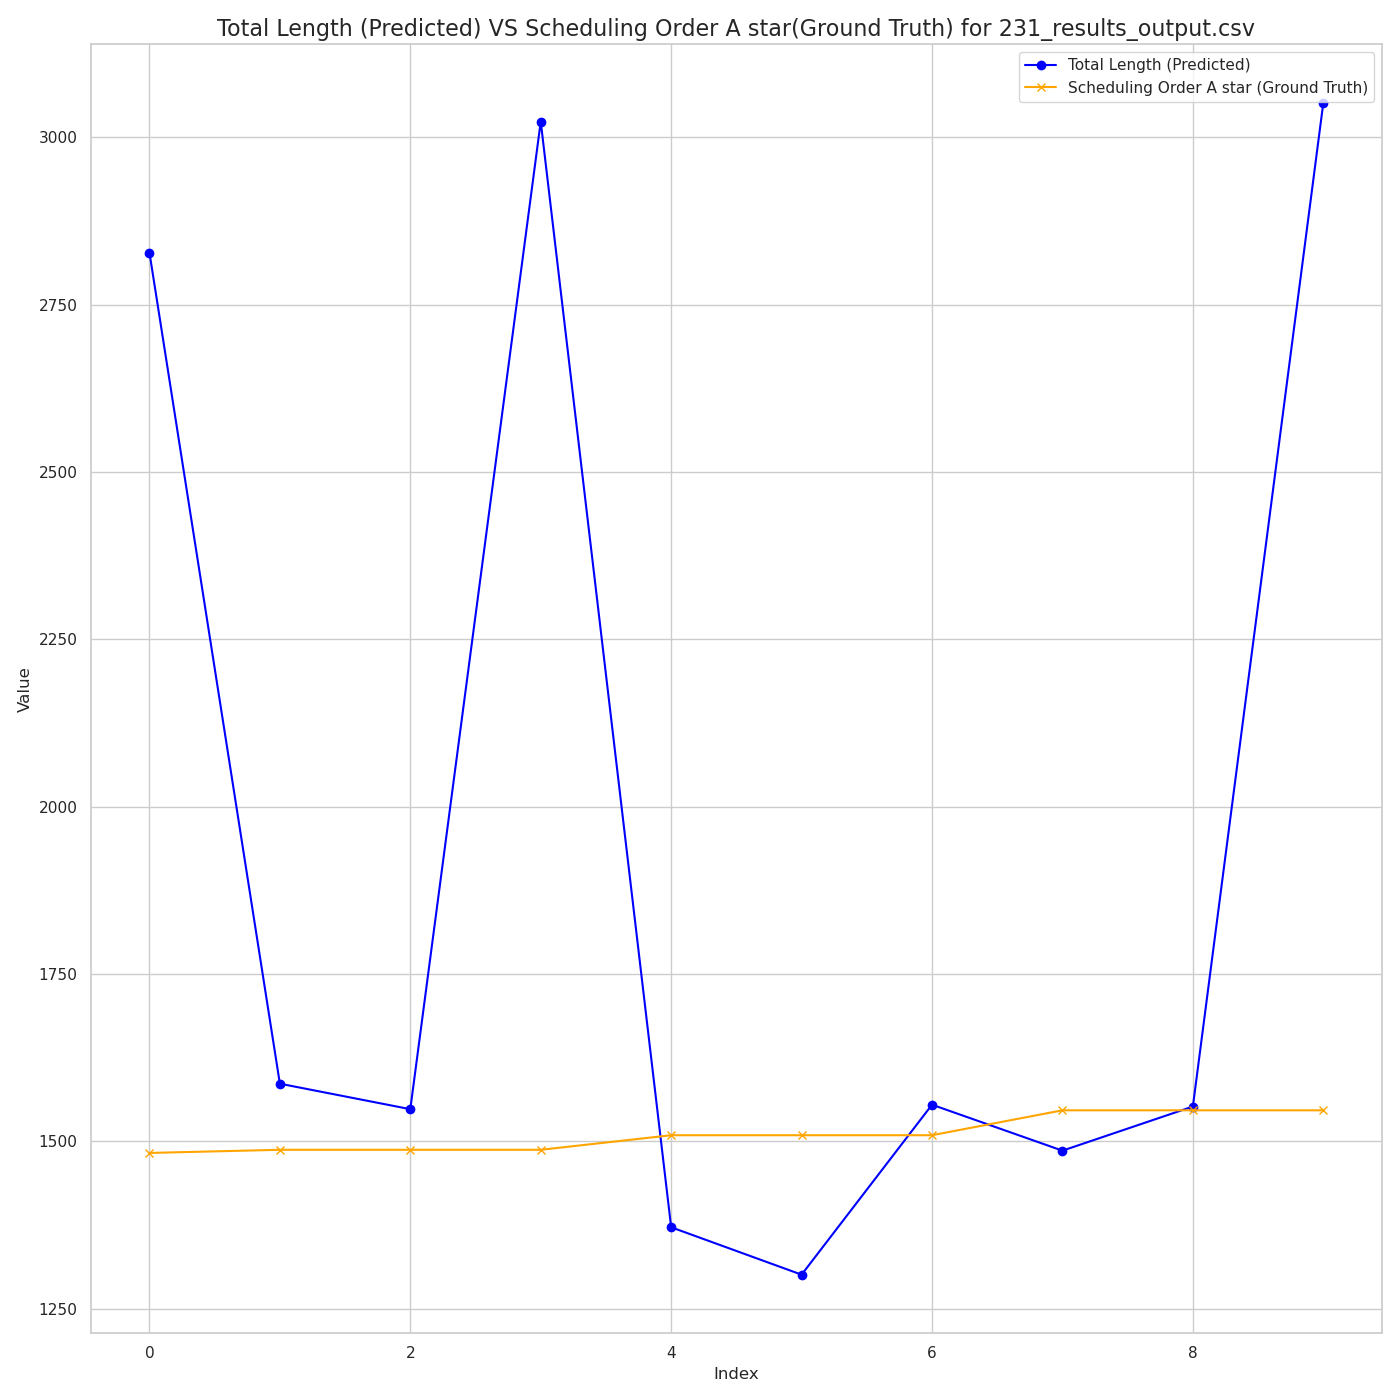 Total Length (Predicted) VS Scheduling Order A star(Ground Truth) for 231_results_output.csv
Total Length (Predicted)
Scheduling Order A star (Ground Truth)
3000
2750
2500
2250
2000
1750
1500
1250
Value
0 2 4 6 8
Index